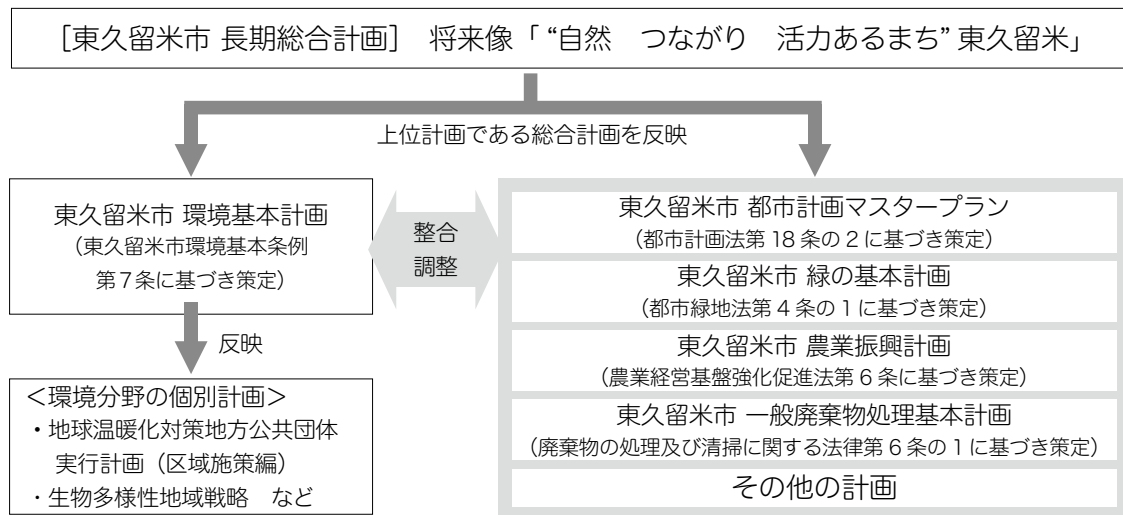 [東久留米市 長期総合計画] 将来像「“自然 つながり 活力あるまち”東久留米」
上位計画である総合計画を反映
東久留米市 環境基本計画
(東久留米市環境基本条例
第7条に基づき策定)
整合
調整
反映
<環境分野の個別計画>
・地球温暖化対策地方公共団体
実行計画(区域施策編)
・生物多様性地域戦略 など
東久留米市 都市計画マスタープラン
(都市計画法第18条の2に基づき策定)
東久留米市 緑の基本計画
(都市緑地法第4条の1に基づき策定)
東久留米市 農業振興計画
(農業経営基盤強化促進法第6条に基づき策定)
東久留米市 一般廃棄物処理基本計画
(廃棄物の処理及び清掃に関する法律第6条の1に基づき策定)
その他の計画